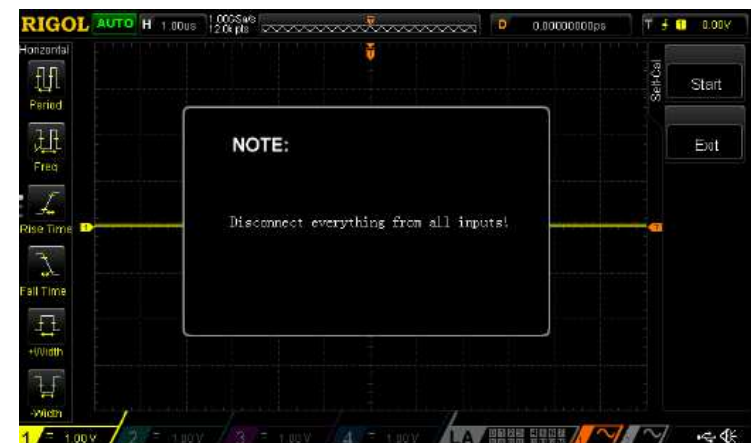 RIGOL AUTO H 1.00us 1.00GSa/s 12.0k pts D 0.00000000ps T 1 0.00V
Horizontal
Period
Freq
Rise Time
Fall Time
+Width
-Width
NOTE:
Disconnect everything from all inputs!
Self-Cal
Start
Exit
1 = 1.00V 2 = 1.00V 3 = 1.00V 4 = 1.00V LA